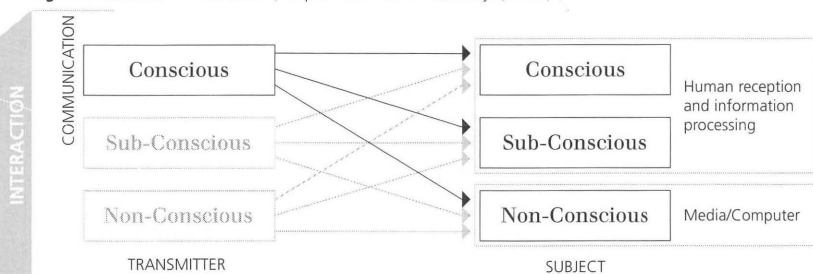 COMMUNICATION
INTERACTION
Conscious
Conscious
Human reception
and information
processing
Sub-Conscious
Sub-Conscious
Non-Conscious
Non-Conscious
Media/Computer
TRANSMITTER
SUBJECT